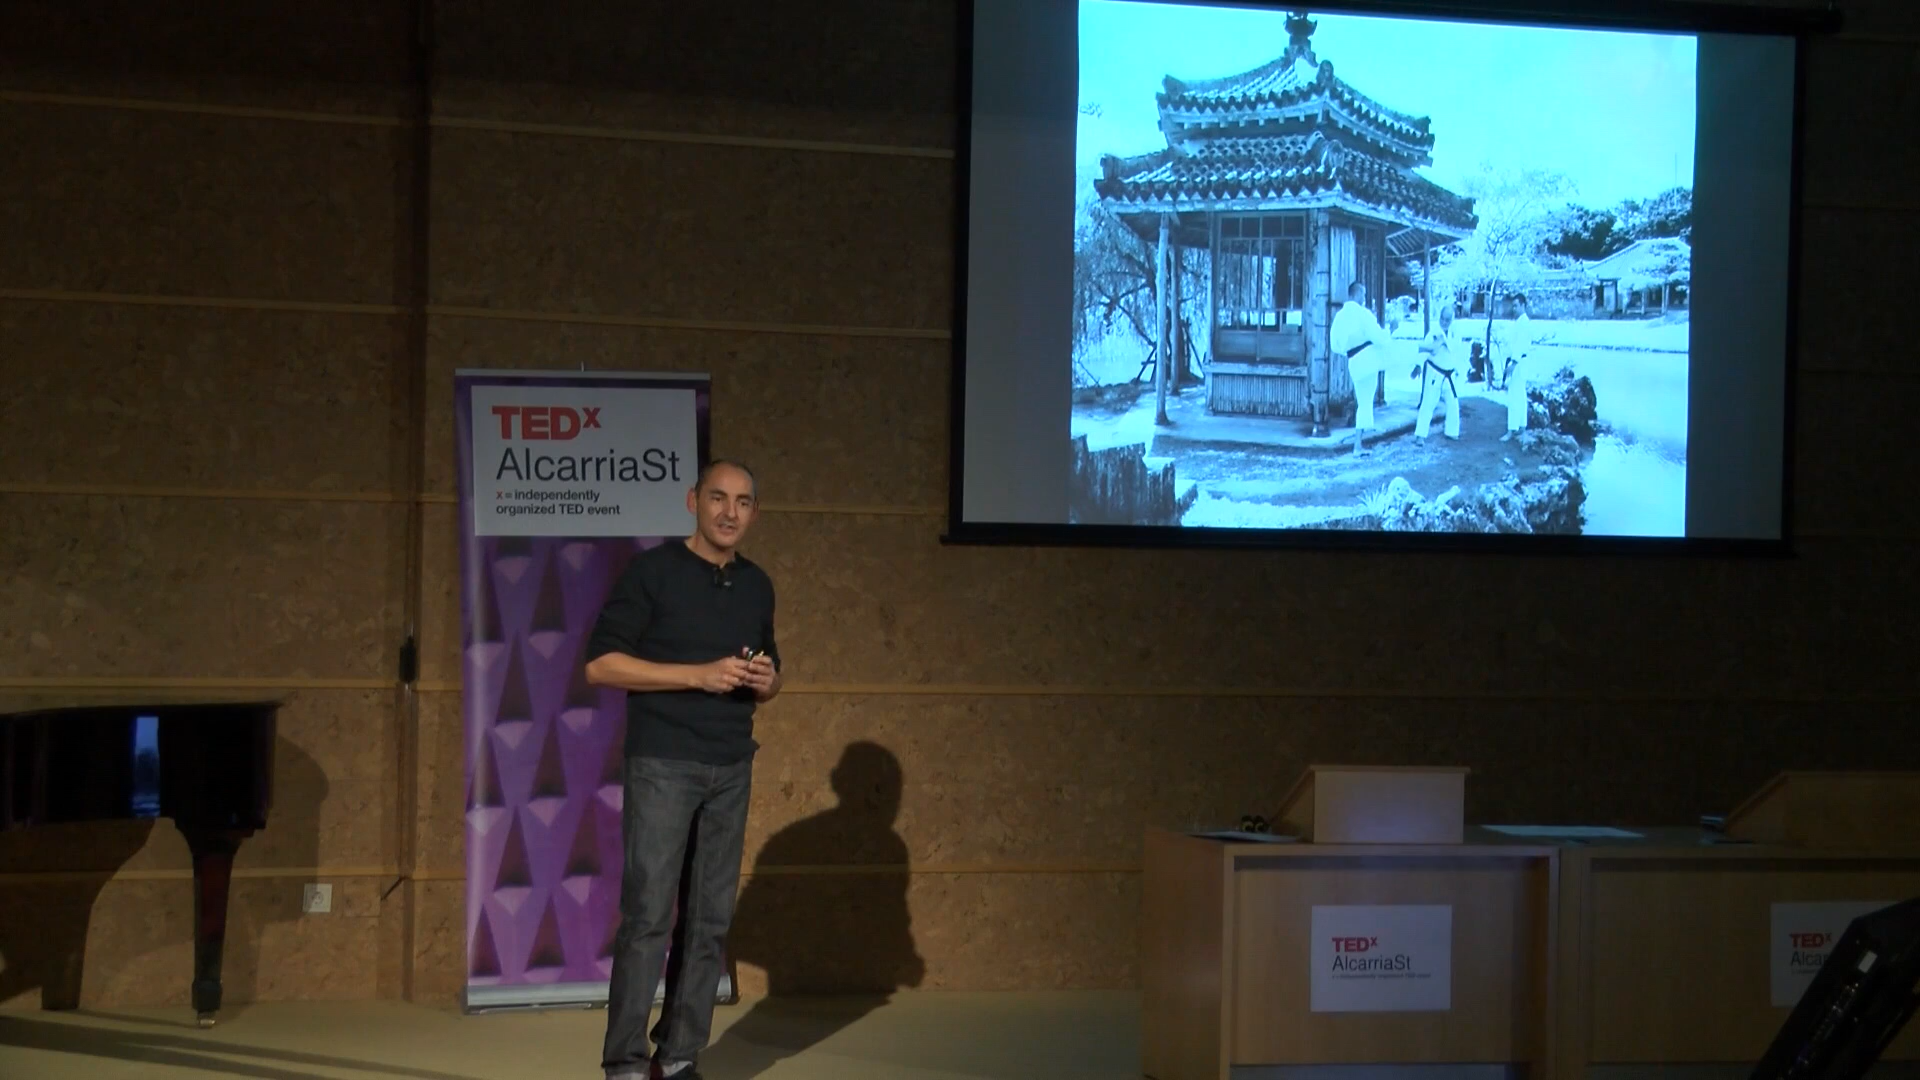 TEDx
AlcarriaSt
x = independently
organized TED event
TEDx
AlcarriaSt
TEDx